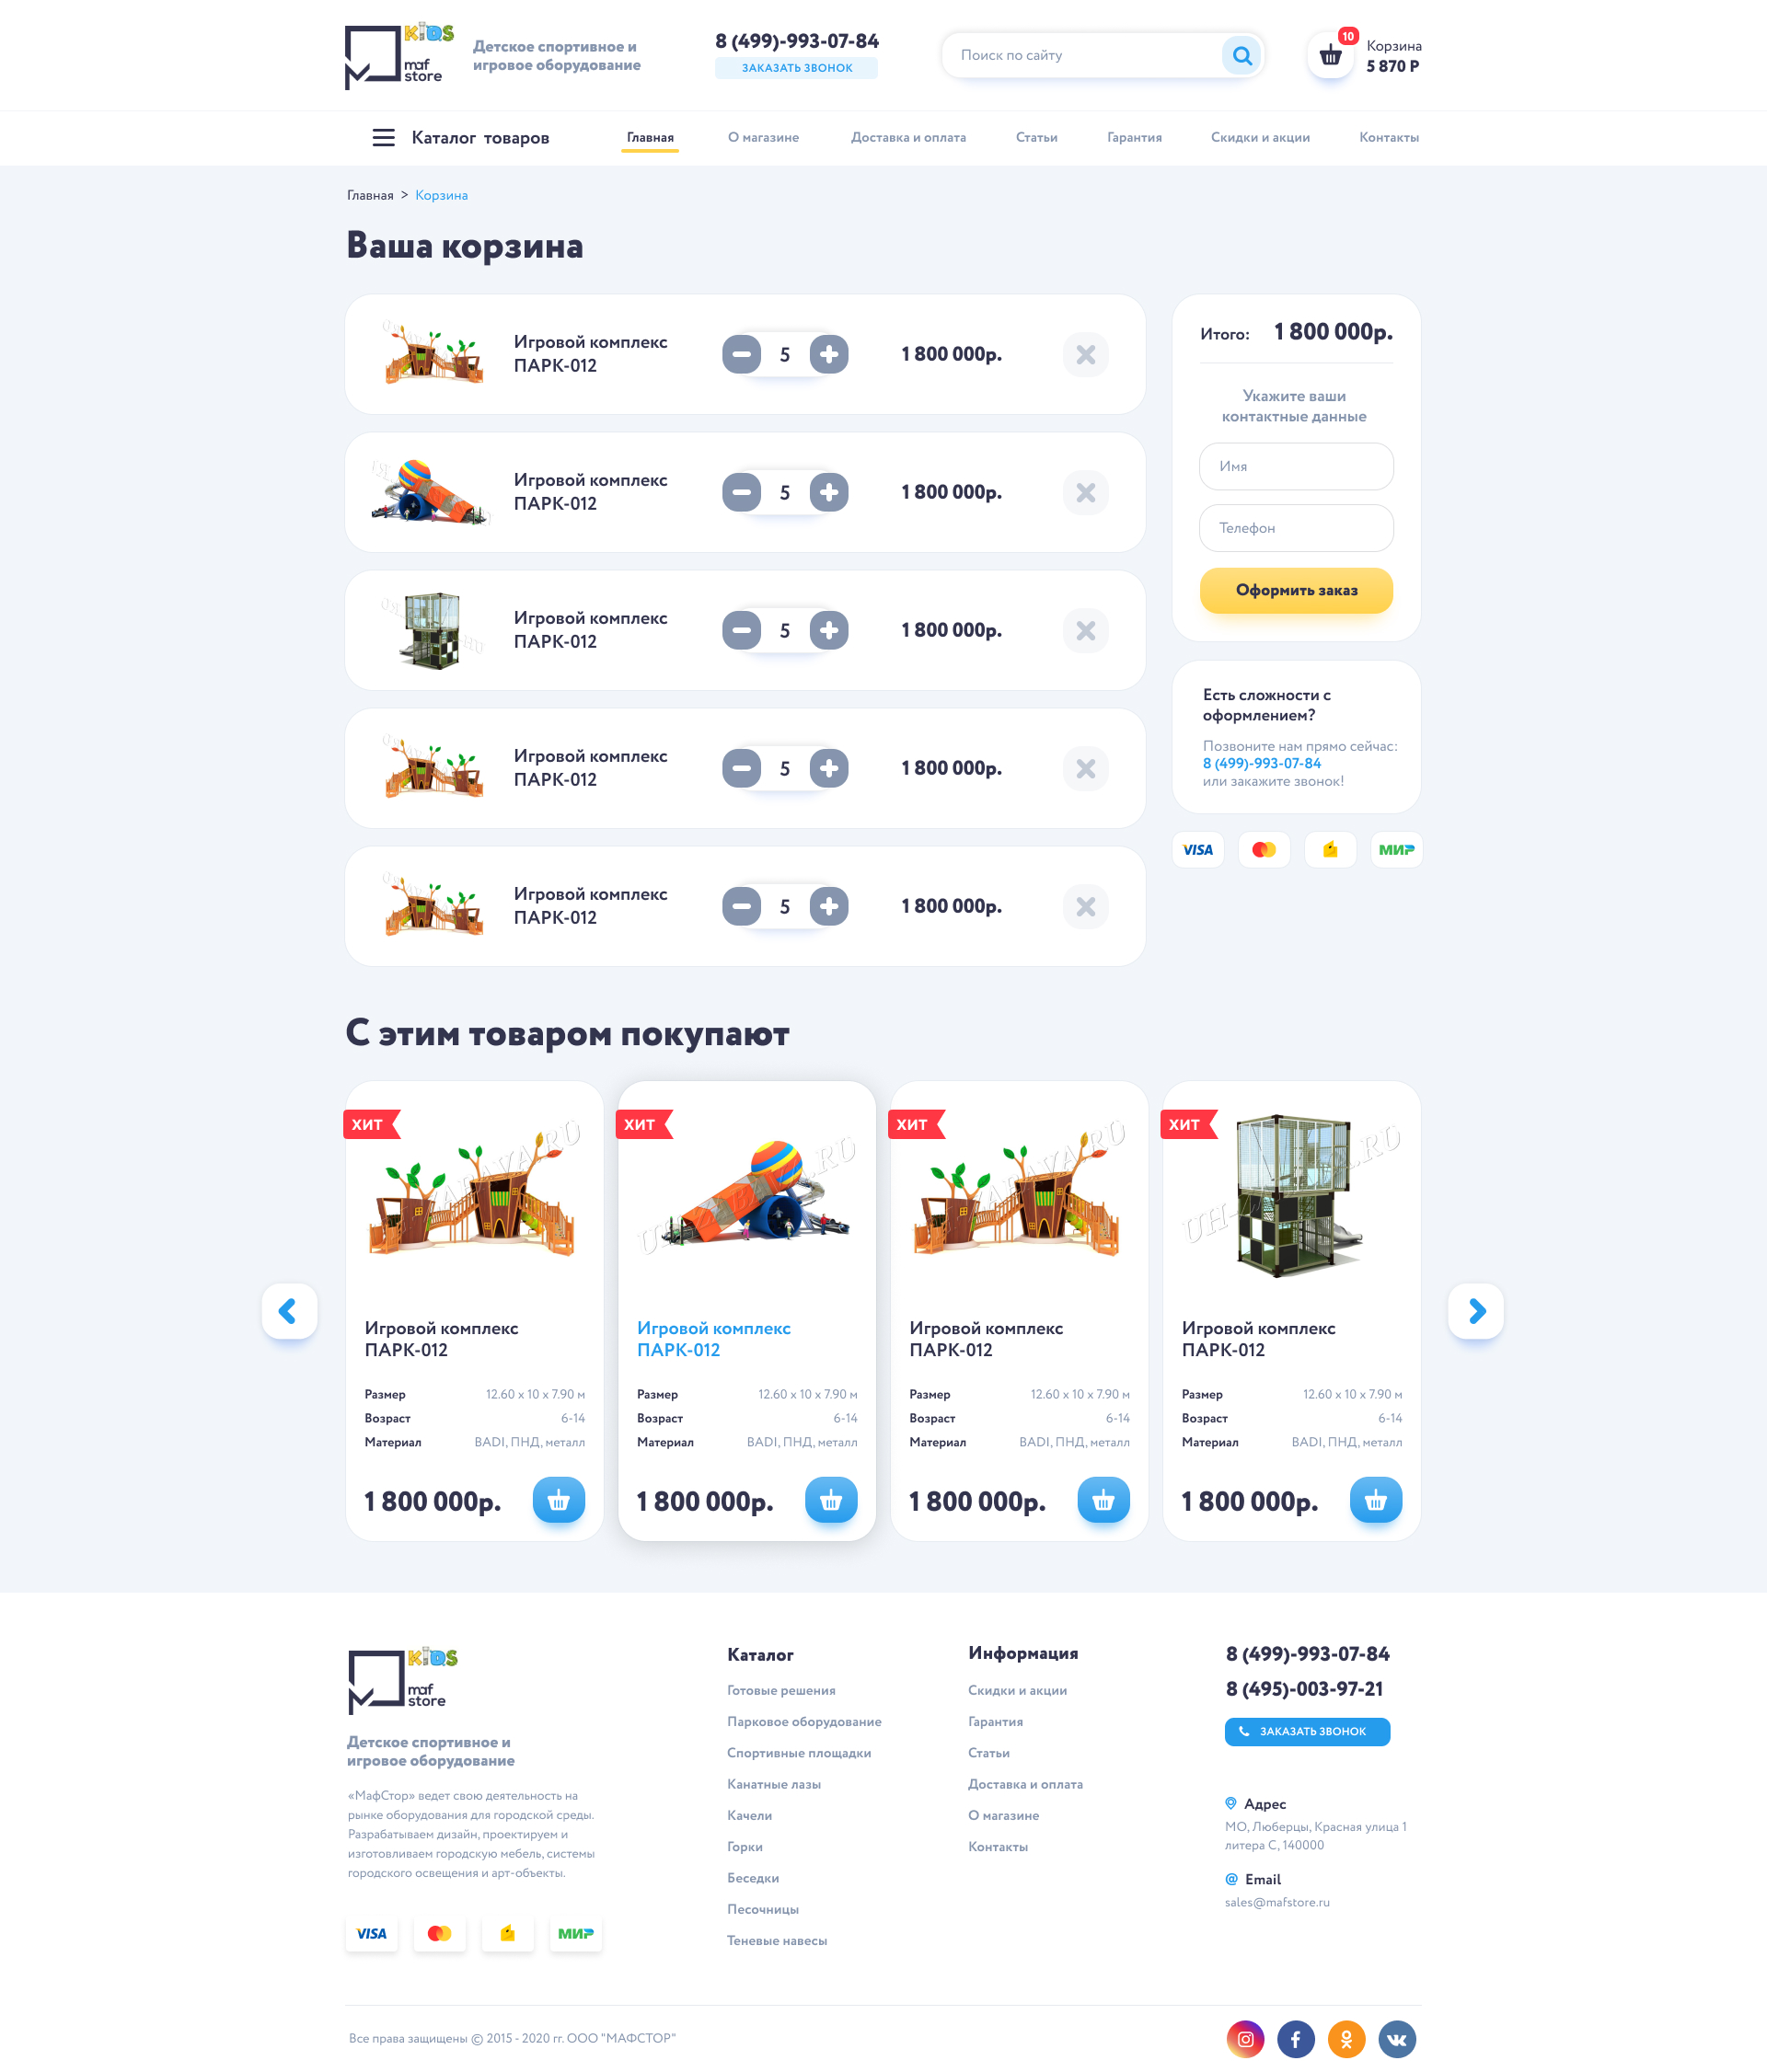 KiDS
maf
store
Детское спортивное и
игровое оборудование
8 (499)-993-07-84
ЗАКАЗАТЬ ЗВОНОК
Поиск по сайту
10
Корзина
5 870 Р
Каталог товаров
Главная
О магазине
Доставка и оплата
Статьи
Гарантия
Скидки и акции
Контакты
Главная > Корзина
Ваша корзина
Игровой комплекс
ПАРК-012
5
1 800 000р.
Игровой комплекс
ПАРК-012
5
1 800 000р.
Игровой комплекс
ПАРК-012
5
1 800 000р.
Игровой комплекс
ПАРК-012
5
1 800 000р.
Игровой комплекс
ПАРК-012
5
1 800 000р.
Итого: 1 800 000р.
Укажите ваши
контактные данные
Имя
Телефон
Оформить заказ
Есть сложности с
оформлением?
Позвоните нам прямо сейчас:
8 (499)-993-07-84
или закажите звонок!
VISA
МИР
С этим товаром покупают
ХИТ
Игровой комплекс
ПАРК-012
Размер 12.60 x 10 x 7.90 м
Возраст 6-14
Материал BADI, ПНД, металл
1 800 000р.
ХИТ
Игровой комплекс
ПАРК-012
Размер 12.60 x 10 x 7.90 м
Возраст 6-14
Материал BADI, ПНД, металл
1 800 000р.
ХИТ
Игровой комплекс
ПАРК-012
Размер 12.60 x 10 x 7.90 м
Возраст 6-14
Материал BADI, ПНД, металл
1 800 000р.
ХИТ
Игровой комплекс
ПАРК-012
Размер 12.60 x 10 x 7.90 м
Возраст 6-14
Материал BADI, ПНД, металл
1 800 000р.
KiDS
maf
store
Детское спортивное и
игровое оборудование
«МафСтор» ведет свою деятельность на
рынке оборудования для городской среды.
Разрабатываем дизайн, проектируем и
изготовливаем городскую мебель, системы
городского освещения и арт-объекты.
VISA
МИР
Каталог
Готовые решения
Парковое оборудование
Спортивные площадки
Канатные лазы
Качели
Горки
Беседки
Песочницы
Теневые навесы
Информация
Скидки и акции
Гарантия
Статьи
Доставка и оплата
О магазине
Контакты
8 (499)-993-07-84
8 (495)-003-97-21
ЗАКАЗАТЬ ЗВОНОК
Адрес
МО, Люберцы, Красная улица 1
литера С, 140000
@ Email
sales@mafstore.ru
Все права защищены © 2015 - 2020 гг. ООО "МАФСТОР"